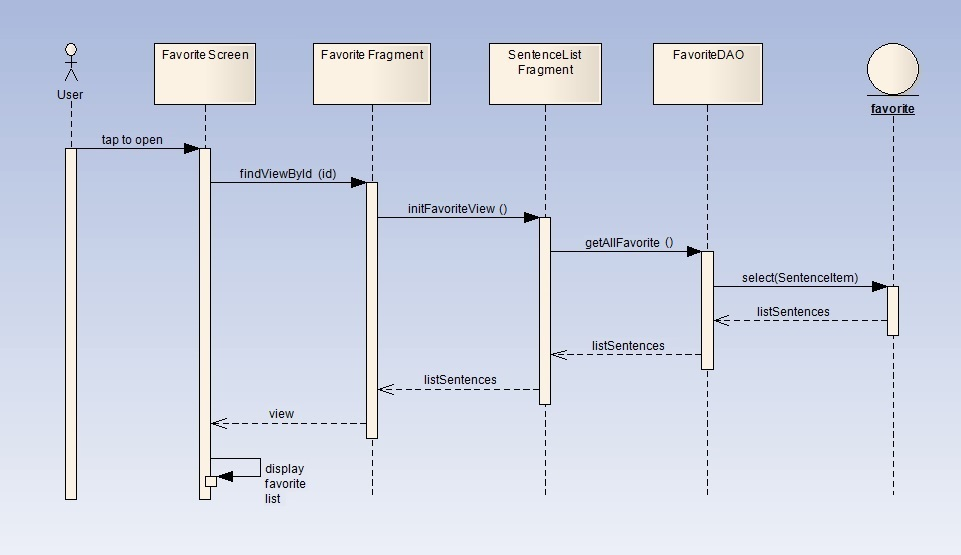 Favorite Screen
Favorite Fragment
SentenceList
Fragment
FavoriteDAO
User
favorite
tap to open
findViewById (id)
initFavoriteView ()
getAllFavorite ()
select(SentenceItem)
listSentences
listSentences
listSentences
view
display
favorite
list